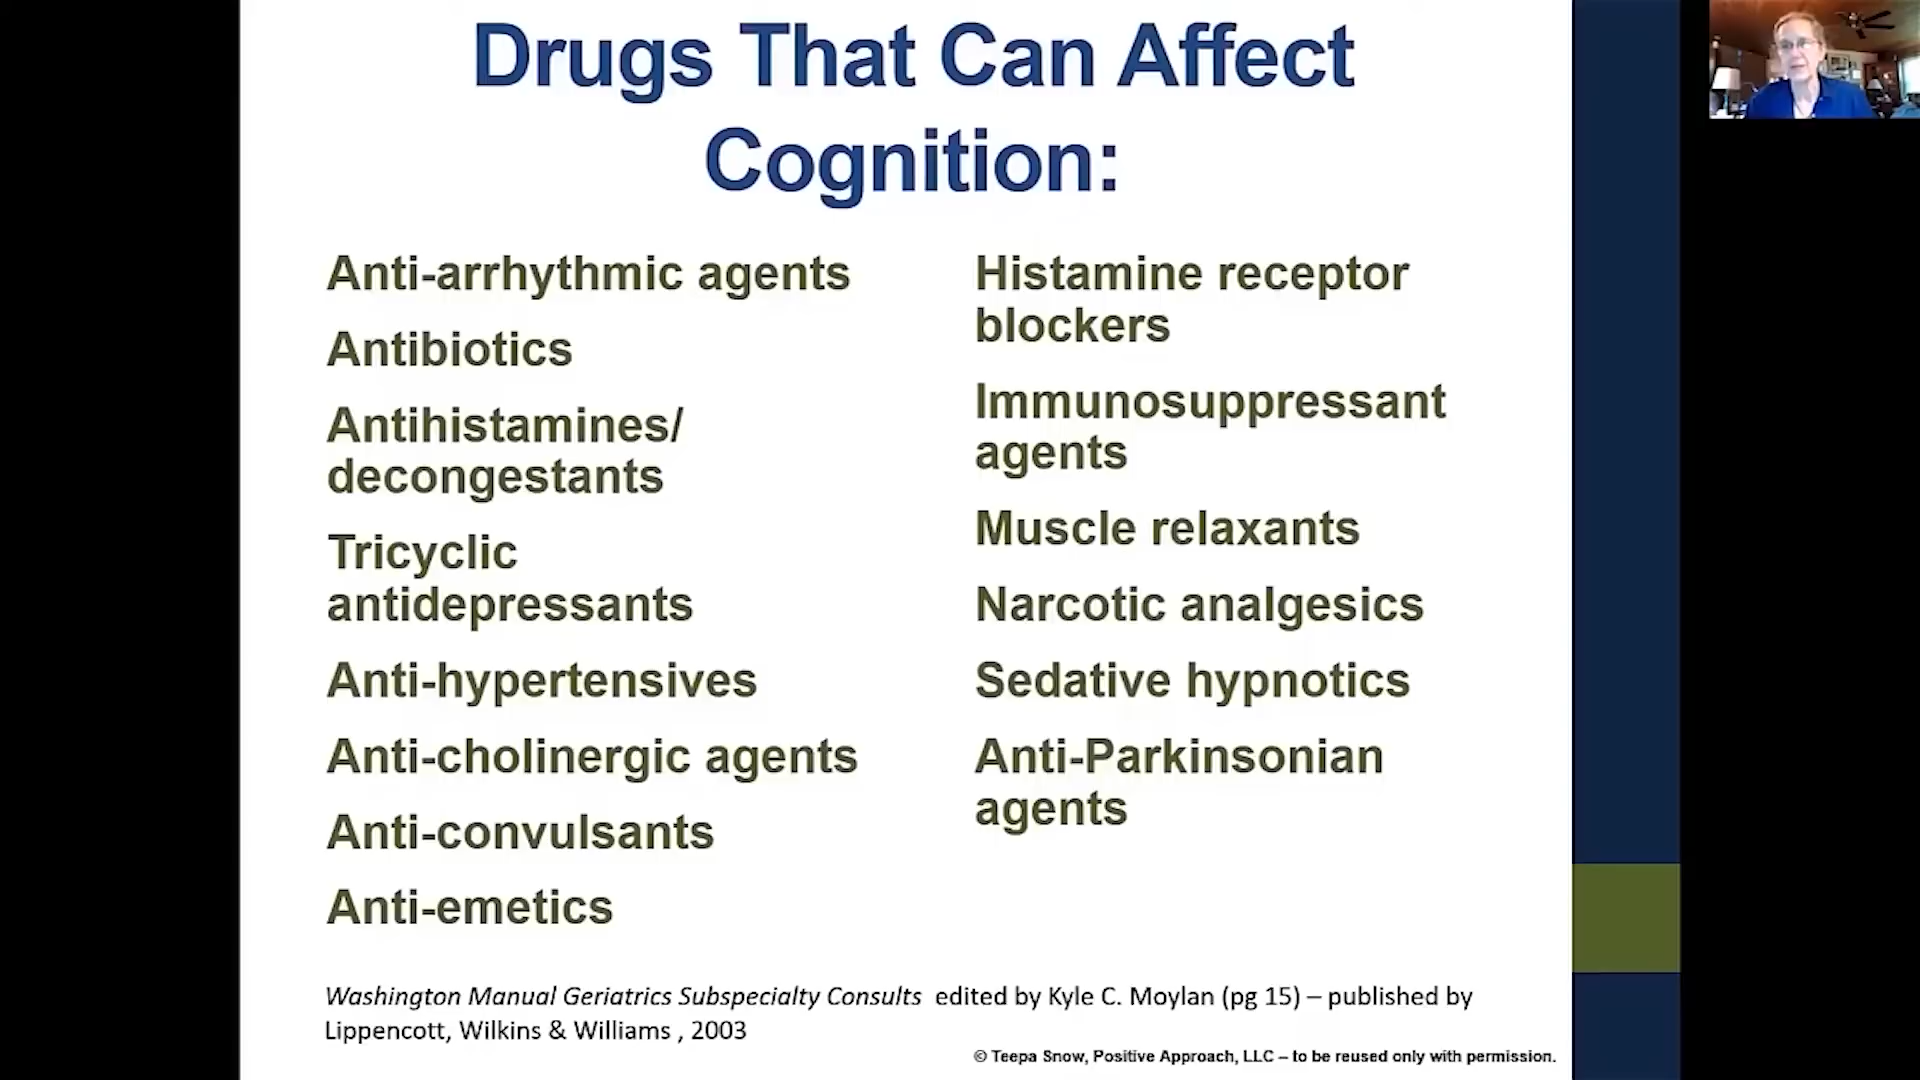 Drugs That Can Affect
Cognition:
Anti-arrhythmic agents
Antibiotics
Antihistamines/
decongestants
Tricyclic
antidepressants
Anti-hypertensives
Anti-cholinergic agents
Anti-convulsants
Anti-emetics
Histamine receptor
blockers
Immunosuppressant
agents
Muscle relaxants
Narcotic analgesics
Sedative hypnotics
Anti-Parkinsonian
agents
Washington Manual Geriatrics Subspecialty Consults edited by Kyle C. Moylan (pg 15) – published by
Lippencott, Wilkins & Williams , 2003
© Teepa Snow, Positive Approach, LLC – to be reused only with permission.